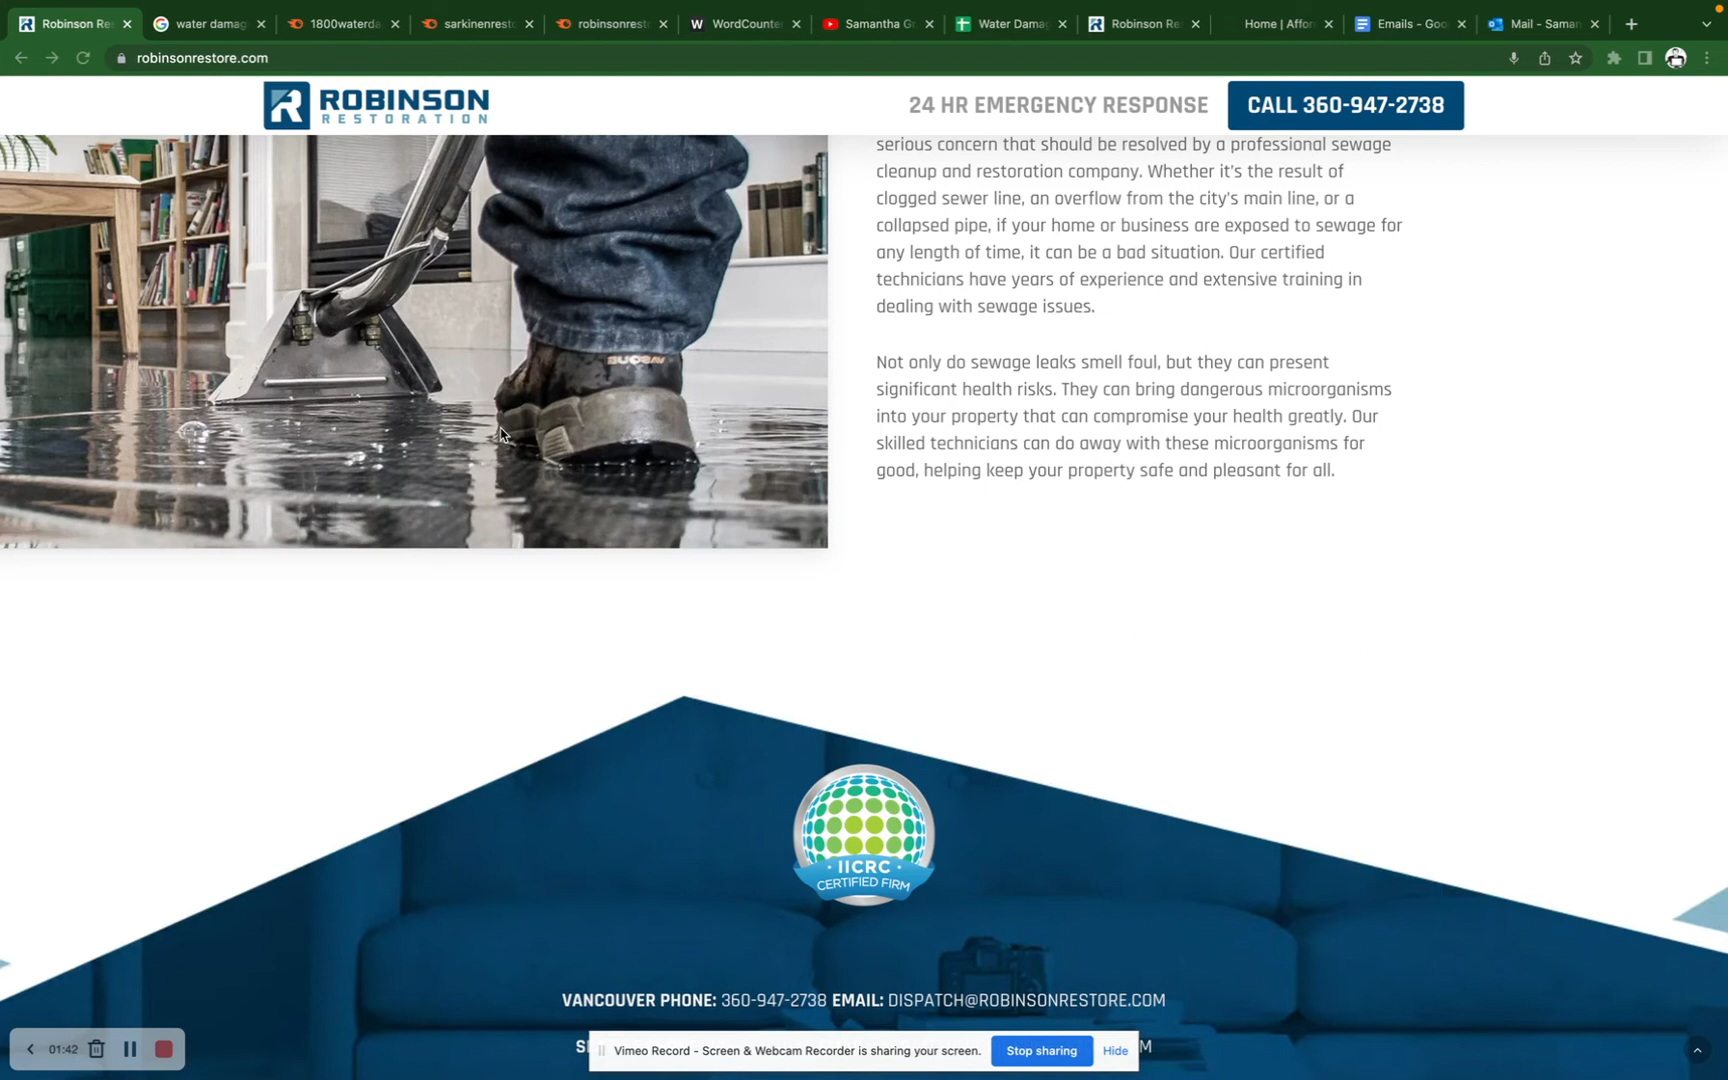 Robinson Res
water damag
1800waterda
sarkinenresto
robinsonresto
WordCounte
Samantha Gr
Water Damag
Robinson Re
Home | Affor
Emails - Goo
Mail - Saman
robinsonrestore.com
ROBINSON
RESTORATION
24 HR EMERGENCY RESPONSE
CALL 360-947-2738
serious concern that should be resolved by a professional sewage
cleanup and restoration company. Whether it's the result of
clogged sewer line, an overflow from the city's main line, or a
collapsed pipe, if your home or business are exposed to sewage for
any length of time, it can be a bad situation. Our certified
technicians have years of experience and extensive training in
dealing with sewage issues.
Not only do sewage leaks smell foul, but they can present
significant health risks. They can bring dangerous microorganisms
into your property that can compromise your health greatly. Our
skilled technicians can do away with these microorganisms for
good, helping keep your property safe and pleasant for all.
IICRC
CERTIFIED FIRM
VANCOUVER PHONE: 360-947-2738 EMAIL: DISPATCH@ROBINSONRESTORE.COM
01:42
Vimeo Record - Screen & Webcam Recorder is sharing your screen.
Stop sharing
Hide